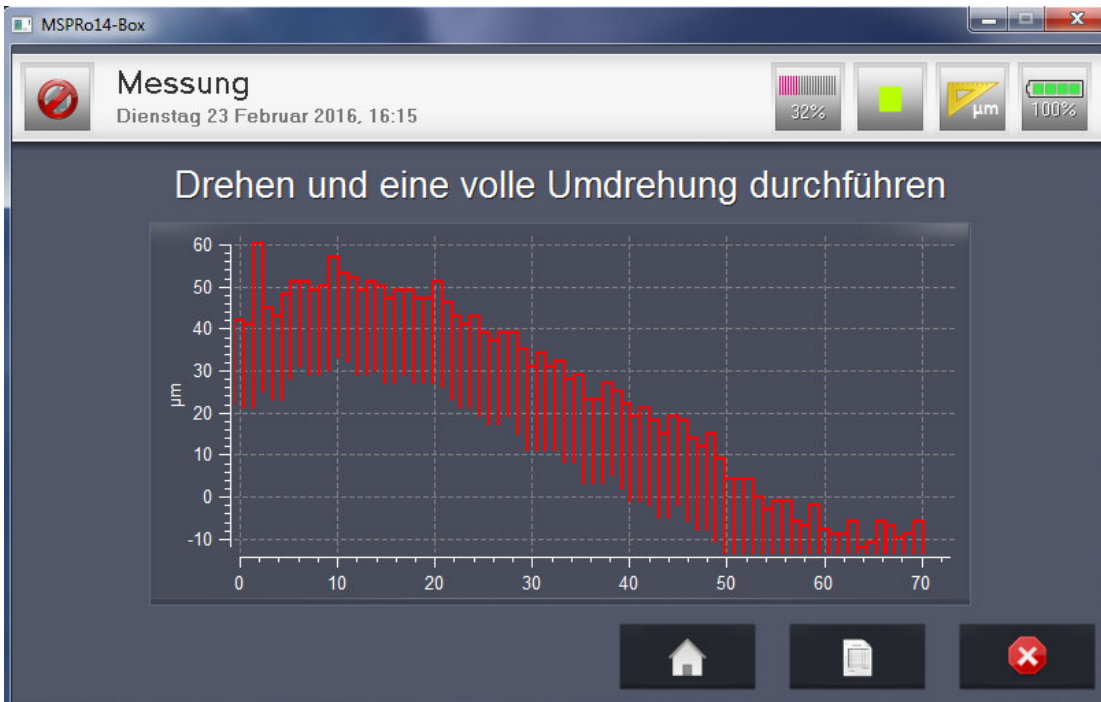 MSPRo14-Box
Messung
Dienstag 23 Februar 2016, 16:15
32%
µm
100%
Drehen und eine volle Umdrehung durchführen
60
50
40
30
20
10
0
-10
µm
0 10 20 30 40 50 60 70